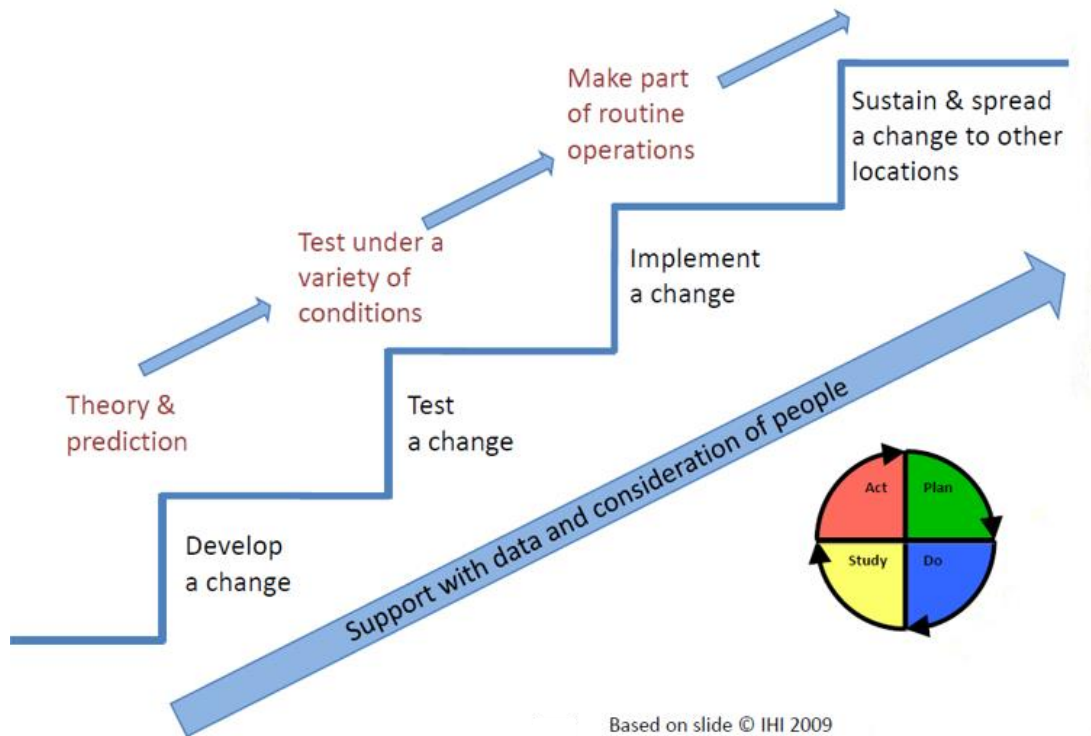 Make part
of routine
operations
Sustain & spread
a change to other
locations
Test under a
variety of
conditions
Implement
a change
Theory &
prediction
Test
a change
Develop
a change
Support with data and consideration of people
Act
Plan
Study
Do
Based on slide © IHI 2009